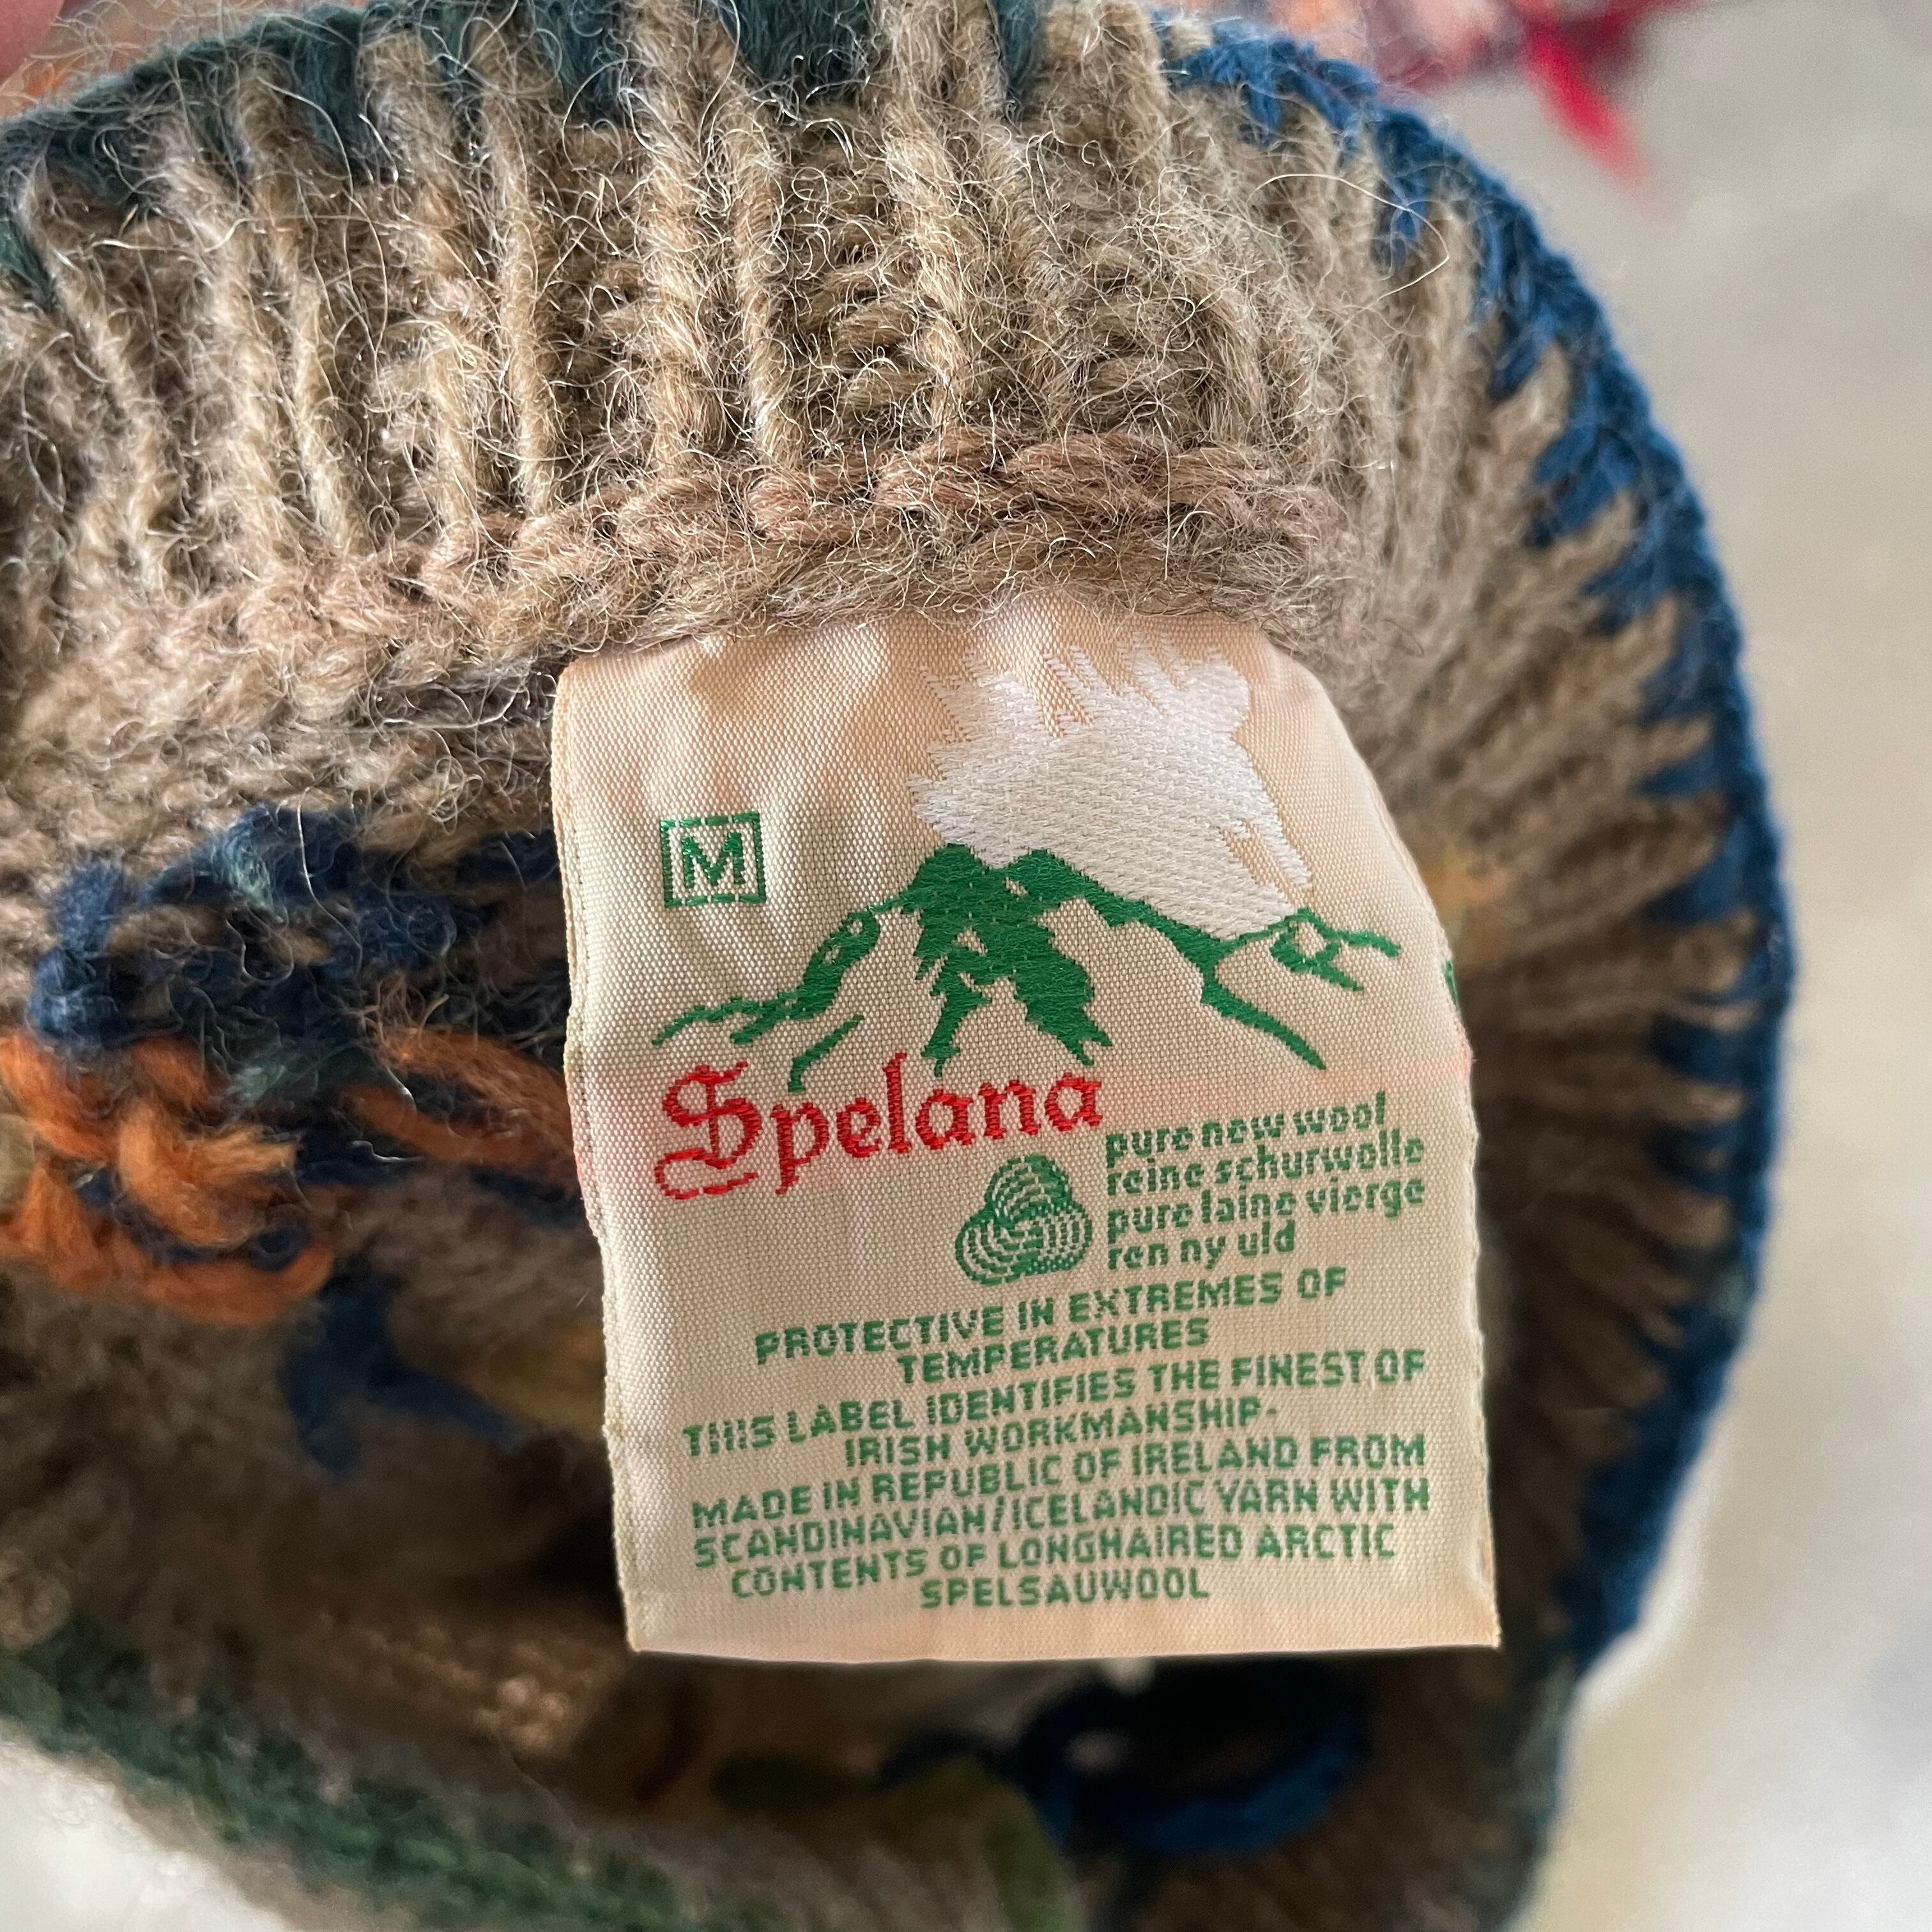 M
Spelana
pure new wool
reine schurwolle
pure laine vierge
ren ny uld
PROTECTIVE IN EXTREMES OF
TEMPERATURES
THIS LABEL IDENTIFIES THE FINEST OF
IRISH WORKMANSHIP-
MADE IN REPUBLIC OF IRELAND FROM
SCANDINAVIAN/ICELANDIC YARN WITH
CONTENTS OF LONGHAIRED ARCTIC
SPELSAUWOOL